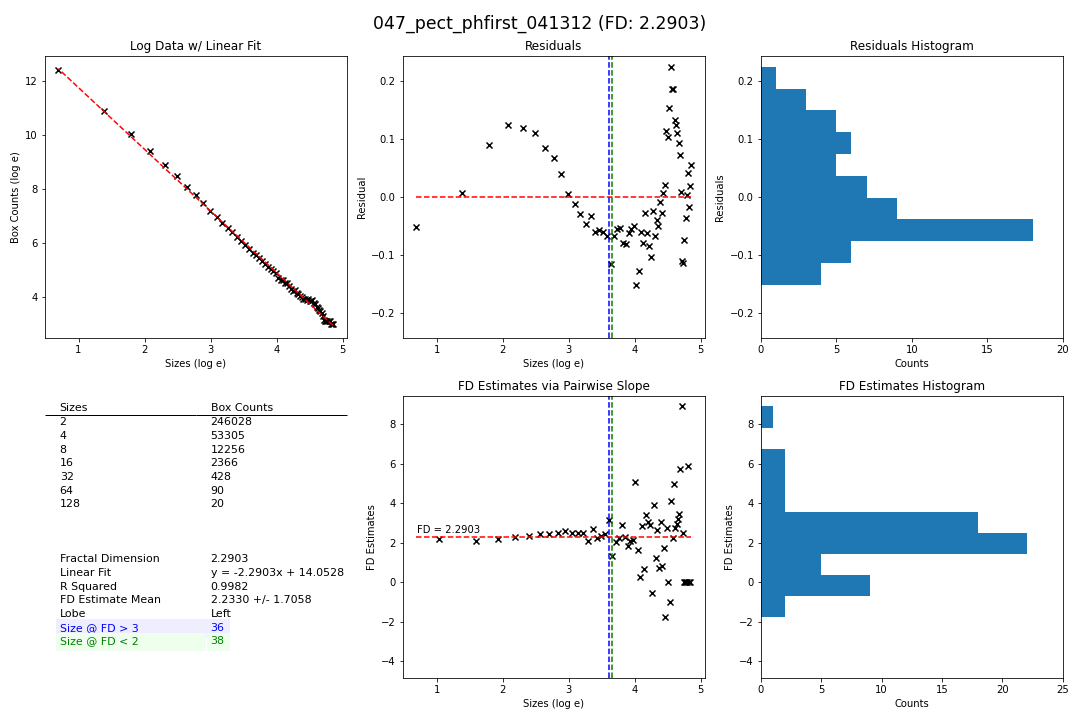 047_pect_phfirst_041312 (FD: 2.2903)
Log Data w/ Linear Fit
Box Counts (log e)
12
10
8
6
4
1
2
3
4
5
Sizes (log e)
Residuals
Residual
0.2
0.1
0.0
−0.1
−0.2
1
2
3
4
5
Sizes (log e)
Residuals Histogram
Residuals
0.2
0.1
0.0
−0.1
−0.2
0
5
10
15
20
Counts
Sizes Box Counts
2 246028
4 53305
8 12256
16 2366
32 428
64 90
128 20
Fractal Dimension 2.2903
Linear Fit y = -2.2903x + 14.0528
R Squared 0.9982
FD Estimate Mean 2.2330 +/- 1.7058
Lobe Left
Size @ FD > 3 36
Size @ FD < 2 38
FD Estimates via Pairwise Slope
FD Estimates
8
6
4
2
0
−2
−4
FD = 2.2903
1
2
3
4
5
Sizes (log e)
FD Estimates Histogram
FD Estimates
8
6
4
2
0
−2
−4
0
5
10
15
20
25
Counts